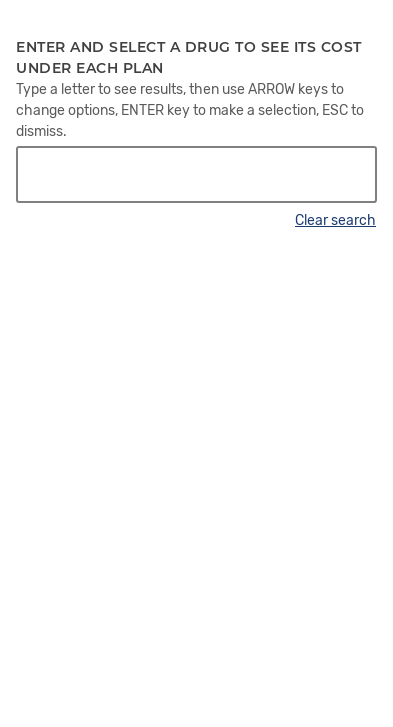 ENTER AND SELECT A DRUG TO SEE ITS COST
UNDER EACH PLAN
Type a letter to see results, then use ARROW keys to
change options, ENTER key to make a selection, ESC to
dismiss.
Clear search